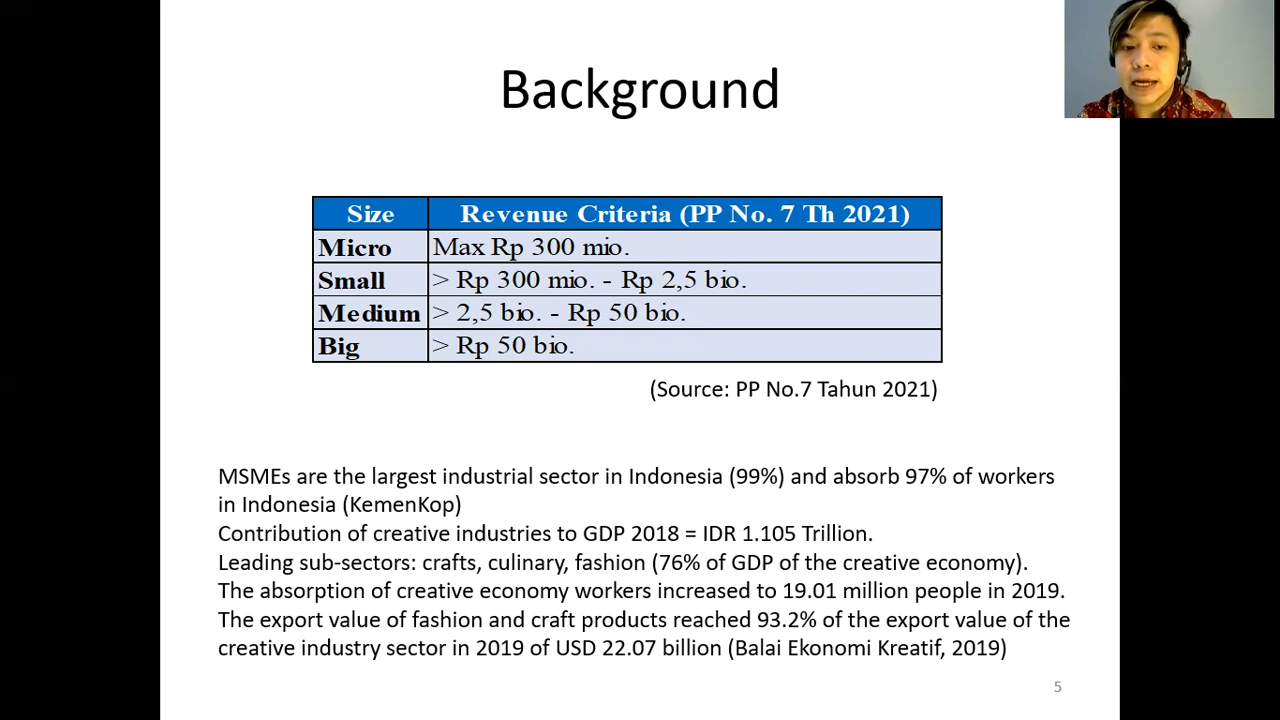 Background
Size Revenue Criteria (PP No. 7 Th 2021)
Micro Max Rp 300 mio.
Small > Rp 300 mio. - Rp 2,5 bio.
Medium > 2,5 bio. - Rp 50 bio.
Big > Rp 50 bio.
(Source: PP No.7 Tahun 2021)
MSMEs are the largest industrial sector in Indonesia (99%) and absorb 97% of workers
in Indonesia (KemenKop)
Contribution of creative industries to GDP 2018 = IDR 1.105 Trillion.
Leading sub-sectors: crafts, culinary, fashion (76% of GDP of the creative economy).
The absorption of creative economy workers increased to 19.01 million people in 2019.
The export value of fashion and craft products reached 93.2% of the export value of the
creative industry sector in 2019 of USD 22.07 billion (Balai Ekonomi Kreatif, 2019)
5